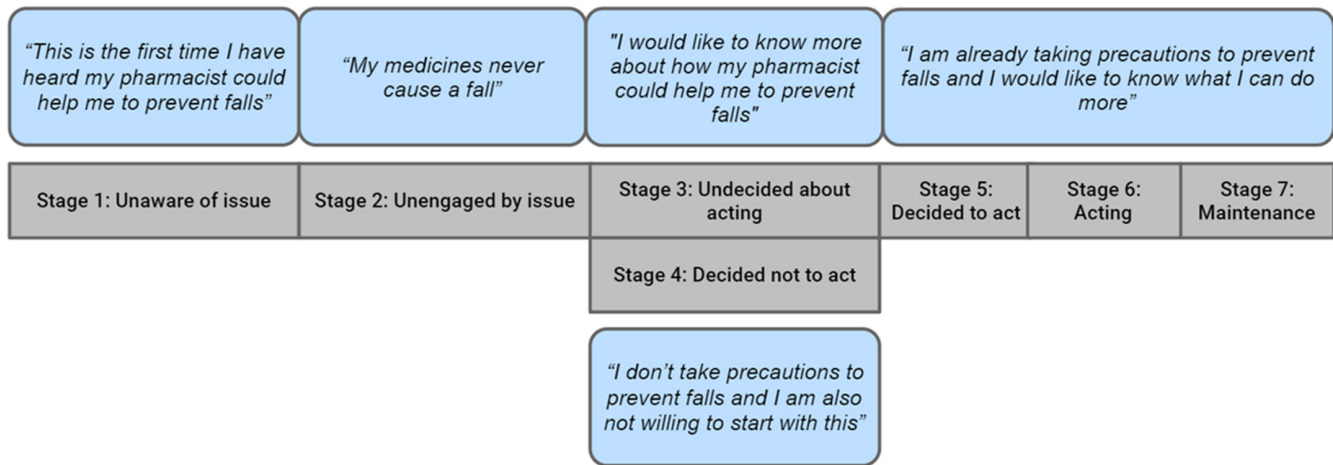 “This is the first time I have
heard my pharmacist could
help me to prevent falls”
“My medicines never
cause a fall”
"I would like to know more
about how my pharmacist
could help me to prevent
falls"
“I am already taking precautions to prevent
falls and I would like to know what I can do
more”
Stage 1: Unaware of issue
Stage 2: Unengaged by issue
Stage 3: Undecided about
acting
Stage 5:
Decided to act
Stage 6:
Acting
Stage 7:
Maintenance
Stage 4: Decided not to act
“I don’t take precautions to
prevent falls and I am also
not willing to start with this”